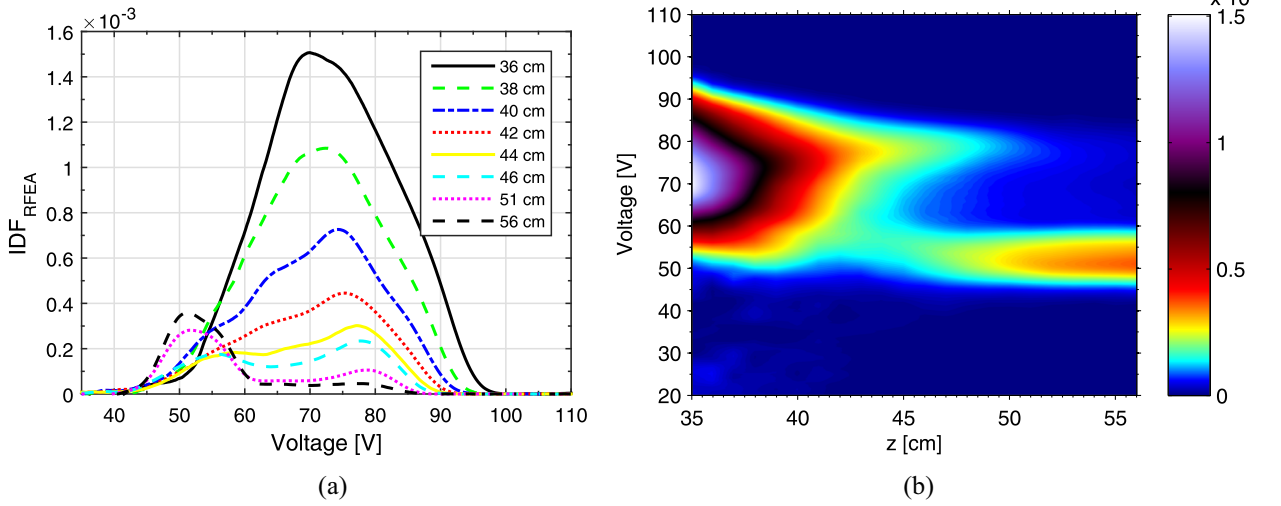 ×10⁻³
1.6
1.4
1.2
1
0.8
0.6
0.4
0.2
0
IDF_RFEA
40 50 60 70 80 90 100 110
Voltage [V]
36 cm
38 cm
40 cm
42 cm
44 cm
46 cm
51 cm
56 cm
(a)
110
100
90
80
70
60
50
40
30
20
Voltage [V]
35 40 45 50 55
z [cm]
1.5
1
0.5
0
(b)